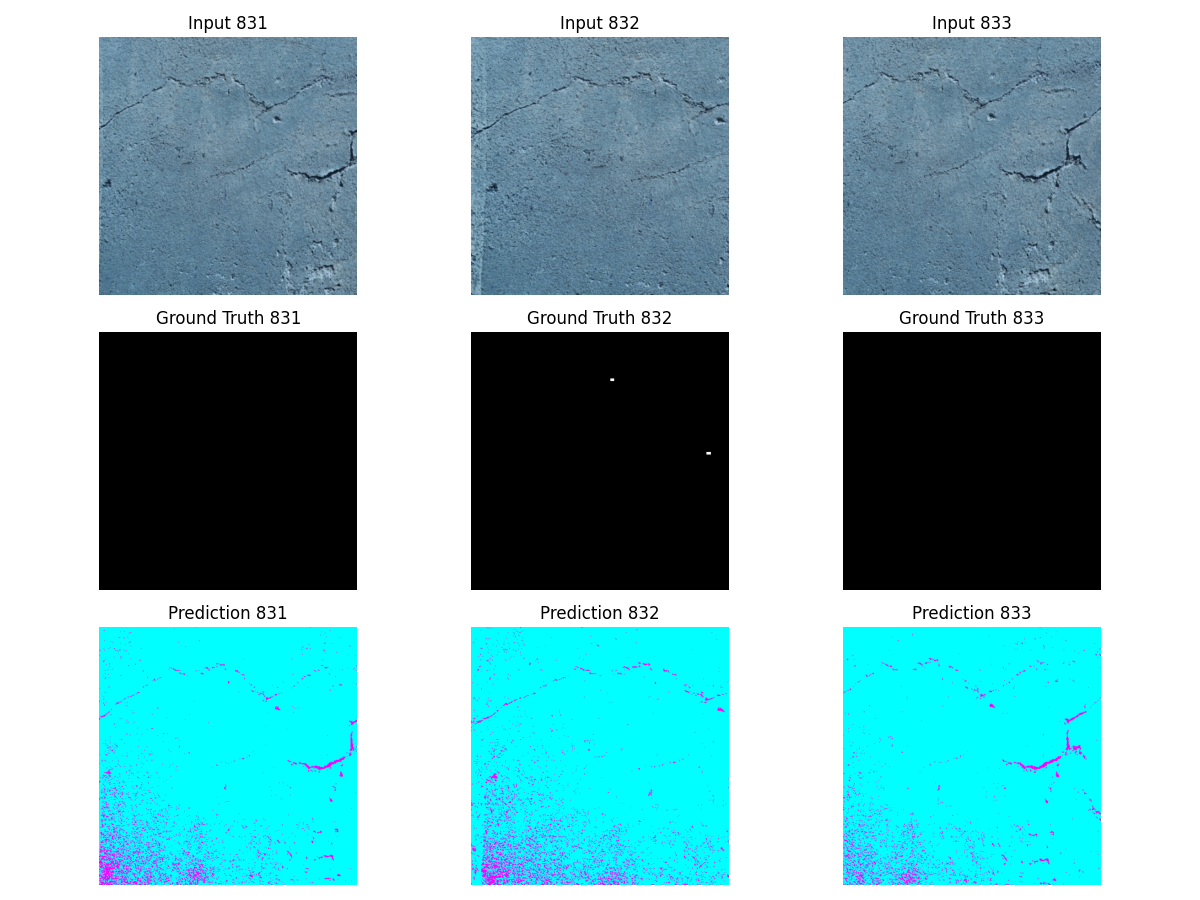 Input 831
Input 832
Input 833
Ground Truth 831
Ground Truth 832
Ground Truth 833
Prediction 831
Prediction 832
Prediction 833